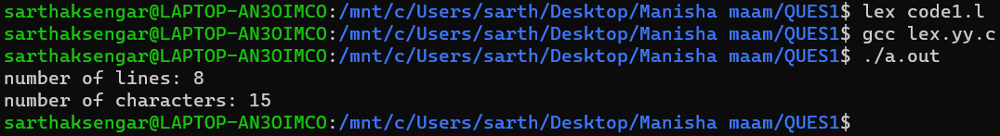 sarthaksengar@LAPTOP-AN3OIMCO:/mnt/c/Users/sarth/Desktop/Manisha maam/QUES1$ lex code1.l
sarthaksengar@LAPTOP-AN3OIMCO:/mnt/c/Users/sarth/Desktop/Manisha maam/QUES1$ gcc lex.yy.c
sarthaksengar@LAPTOP-AN3OIMCO:/mnt/c/Users/sarth/Desktop/Manisha maam/QUES1$ ./a.out
number of lines: 8
number of characters: 15
sarthaksengar@LAPTOP-AN3OIMCO:/mnt/c/Users/sarth/Desktop/Manisha maam/QUES1$